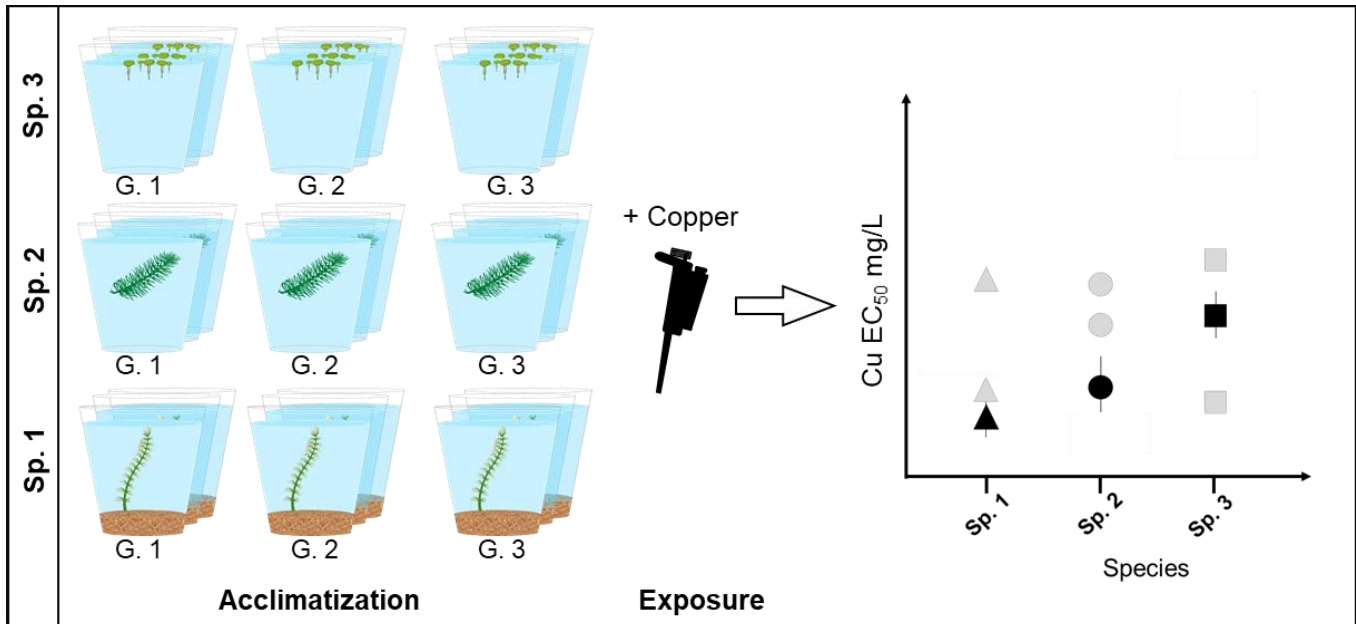 Sp. 3
G. 1
G. 2
G. 3
Sp. 2
G. 1
G. 2
G. 3
Sp. 1
G. 1
G. 2
G. 3
Acclimatization
+ Copper
Exposure
Cu EC₅₀ mg/L
Sp. 1
Sp. 2
Sp. 3
Species